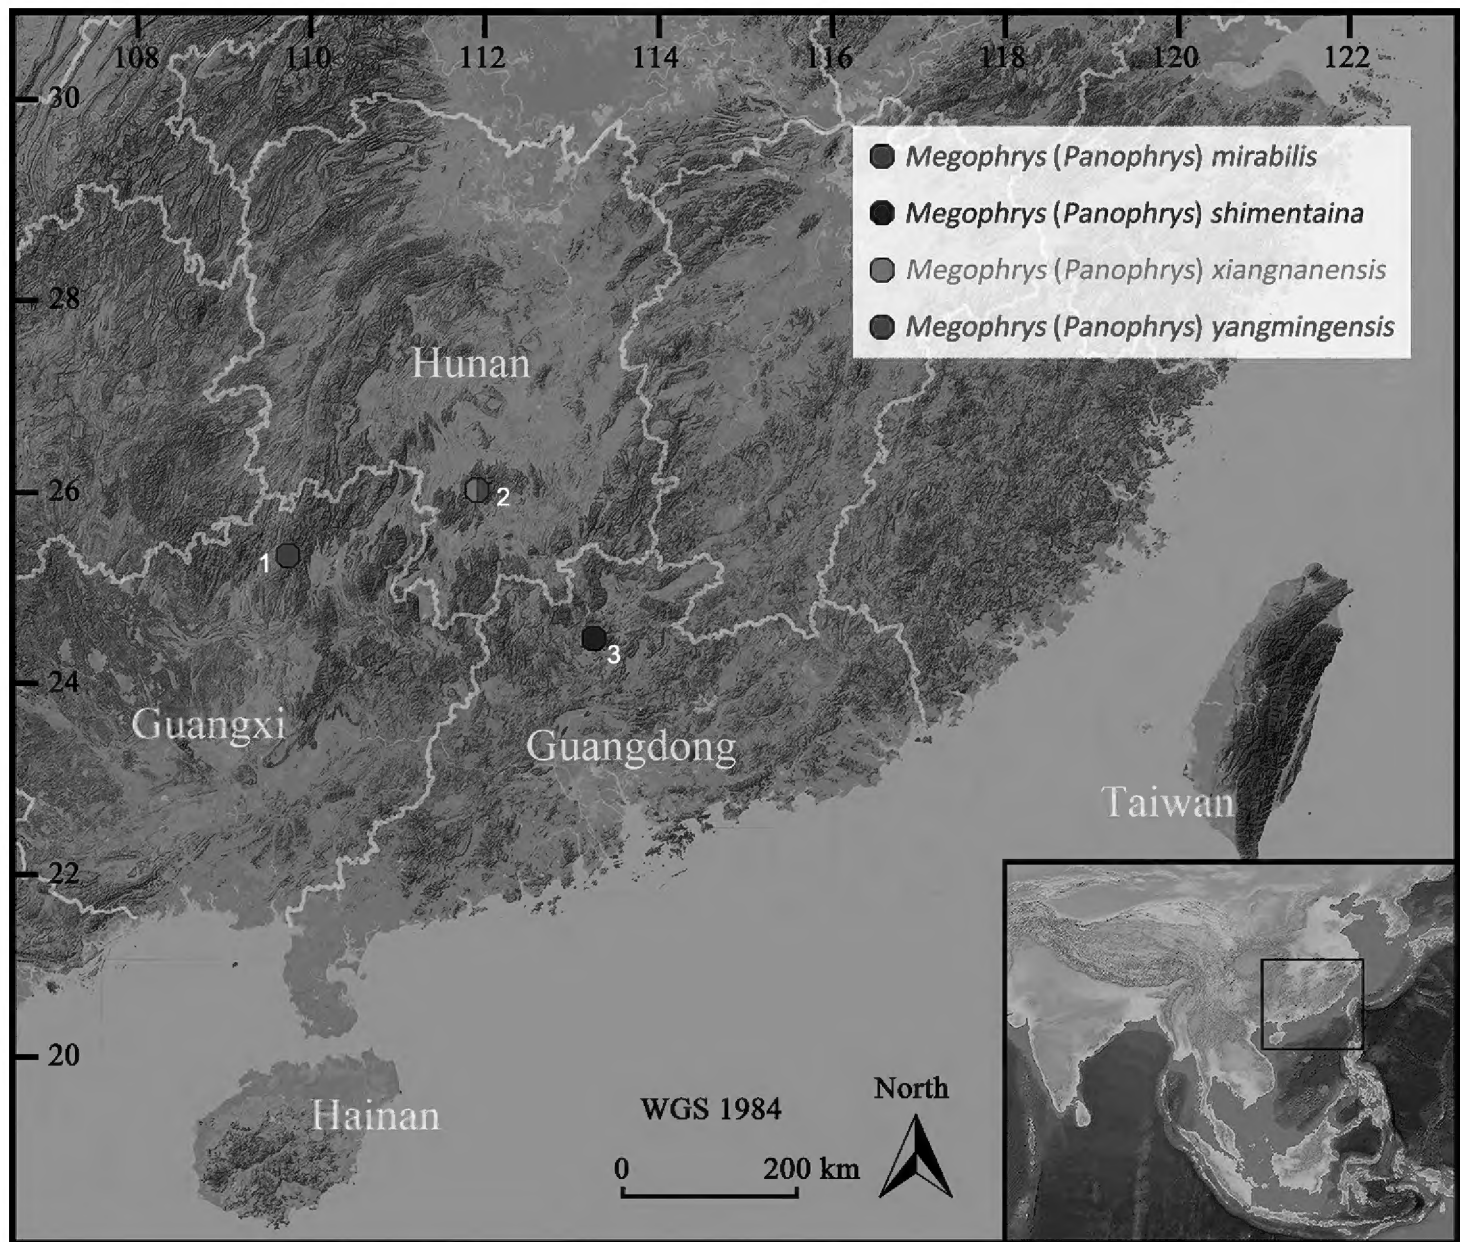 108 110 112 114 116 118 120 122
30
Megophrys (Panophrys) mirabilis
Megophrys (Panophrys) shimentaina
Megophrys (Panophrys) xiangnanensis
Megophrys (Panophrys) yangmingensis
28
Hunan
26
2
1
3
24
Guangxi
Guangdong
Taiwan
22
20
Hainan
WGS 1984
North
0 200 km